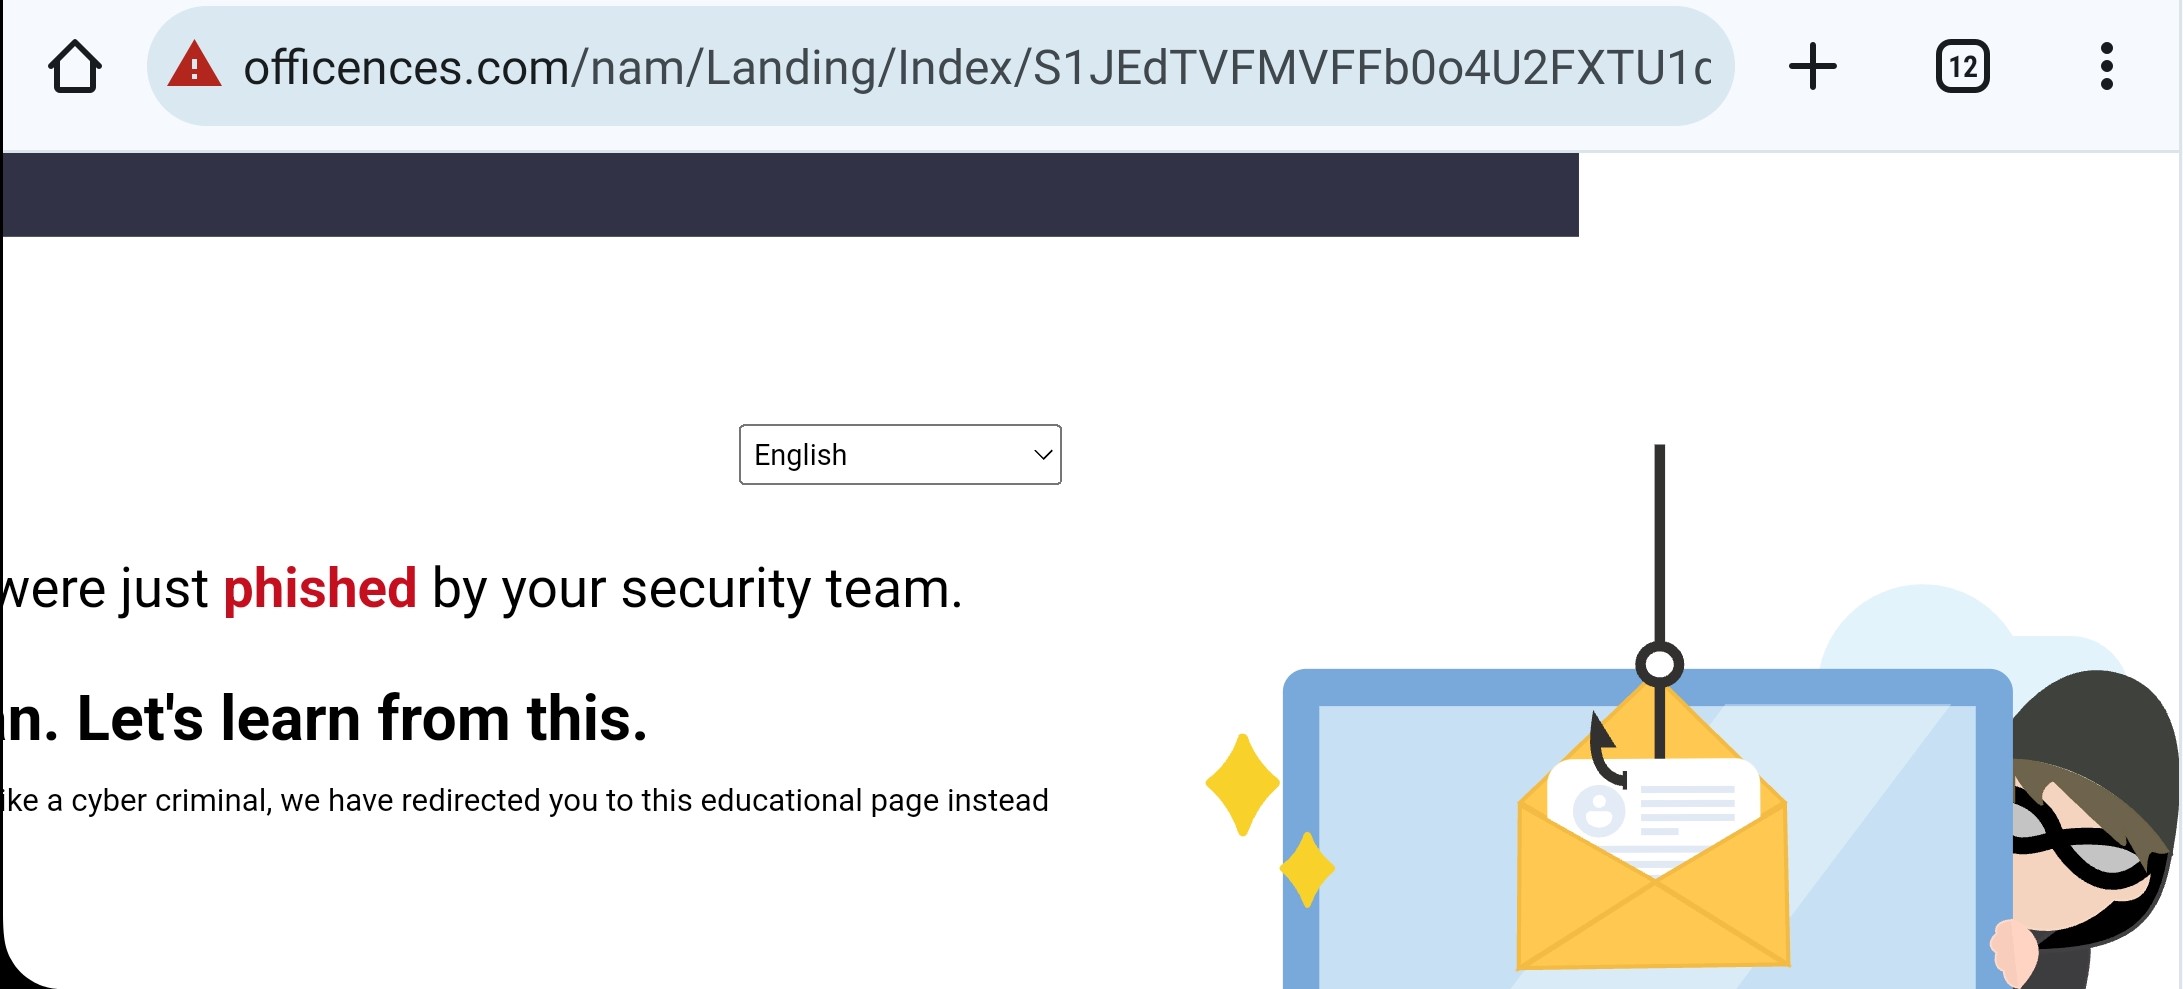 officences.com/nam/Landing/Index/S1JEdTVFMVFFb0o4U2FXTU1c
12
English
were just phished by your security team.
n. Let's learn from this.
ike a cyber criminal, we have redirected you to this educational page instead